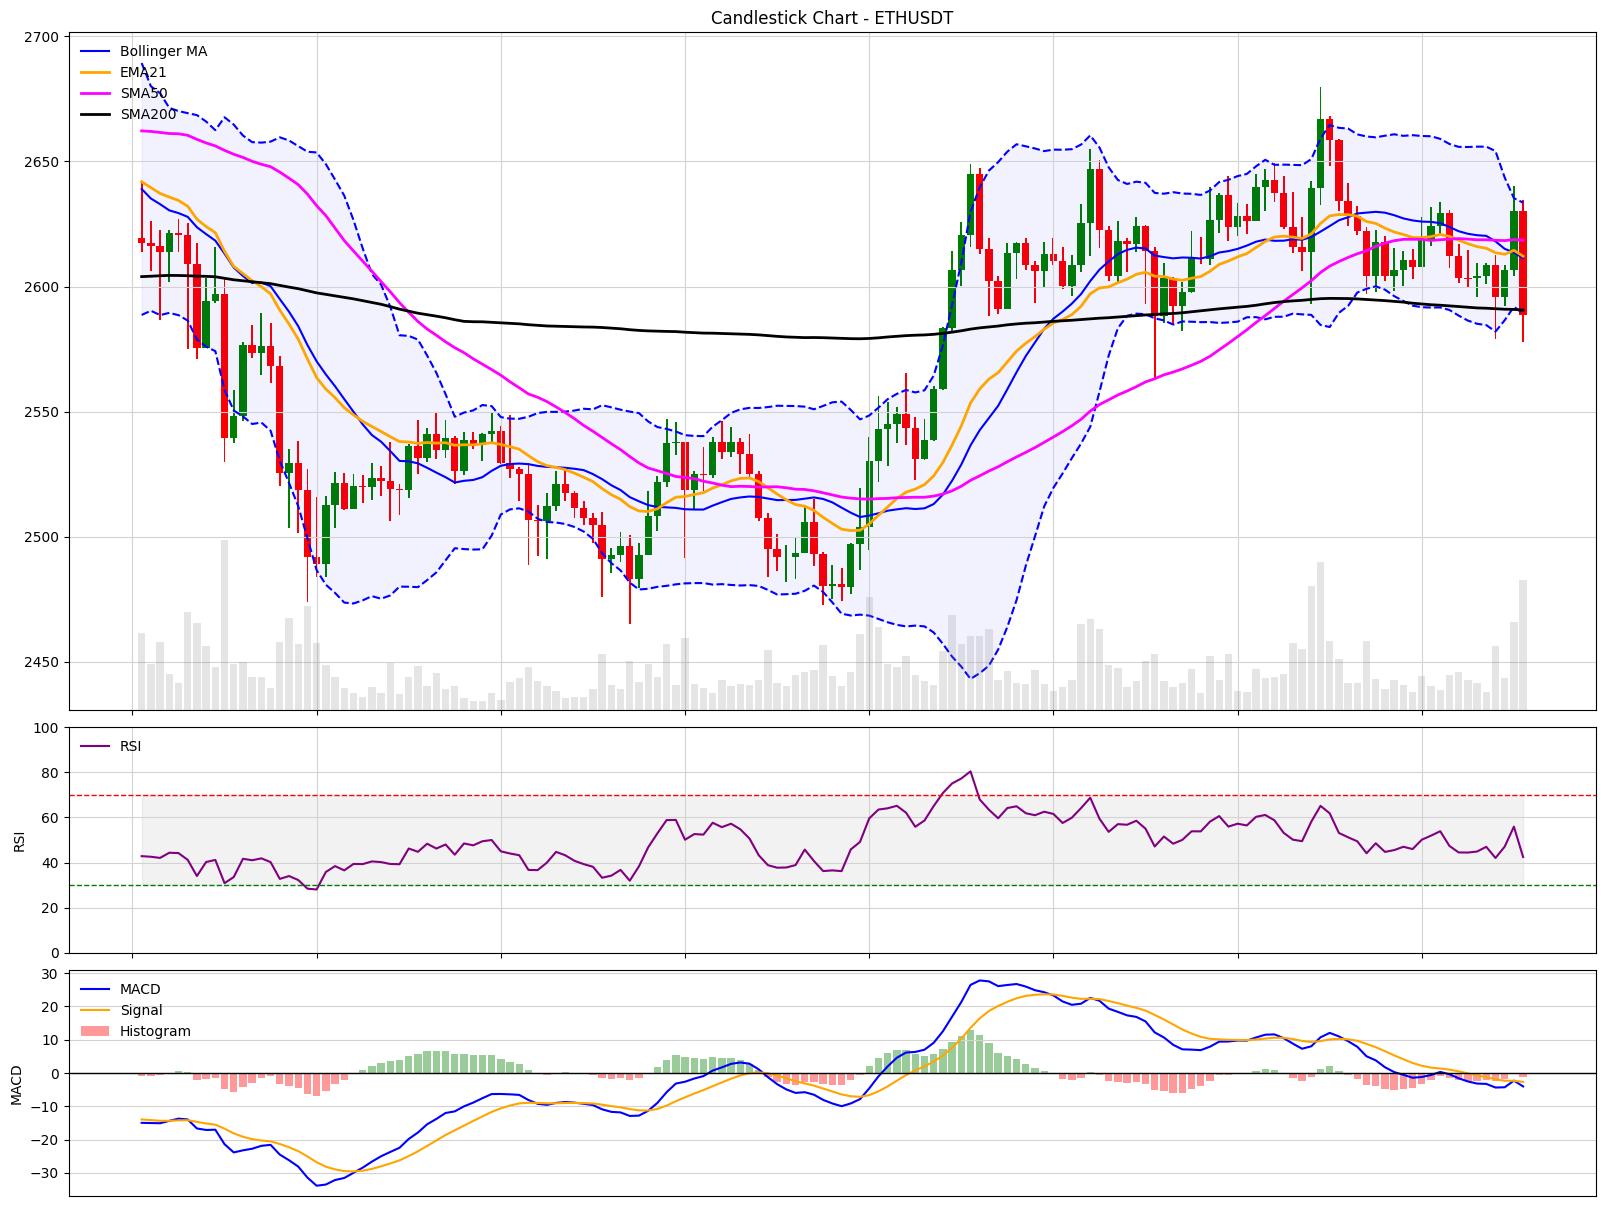 Candlestick Chart - ETHUSDT
2700
2650
2600
2550
2500
2450
Bollinger MA
EMA21
SMA50
SMA200
100
80
60
40
20
0
RSI
RSI
30
20
10
0
−10
−20
−30
MACD
MACD
Signal
Histogram